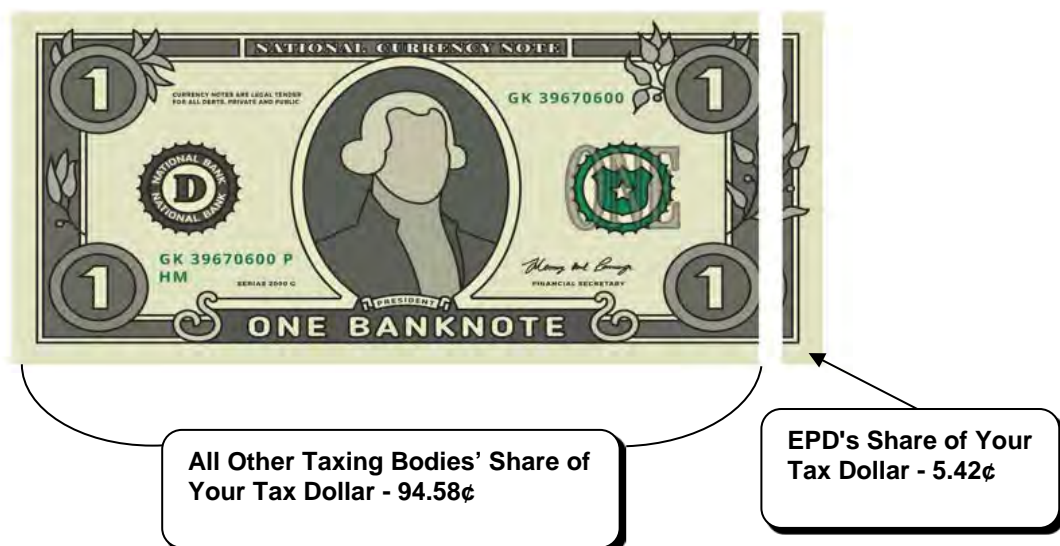 NATIONAL CURRENCY NOTE
1
1
CURRENCY NOTES ARE LEGAL TENDER
FOR ALL DEBTS, PRIVATE AND PUBLIC
GK 39670600
NATIONAL BANK
D
NATIONAL BANK
ONE
GK 39670600 P
HM
SERIAS 2000 G
FINANCIAL SECRETARY
1
1
PRESIDENT
ONE BANKNOTE
All Other Taxing Bodies’ Share of
Your Tax Dollar - 94.58¢
EPD's Share of Your
Tax Dollar - 5.42¢